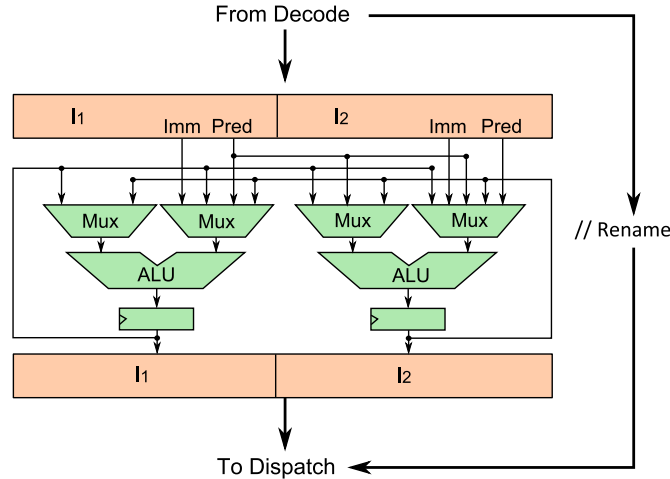 From Decode
I1 I2
Imm Pred Imm Pred
Mux Mux Mux Mux
// Rename
ALU ALU
I1 I2
To Dispatch